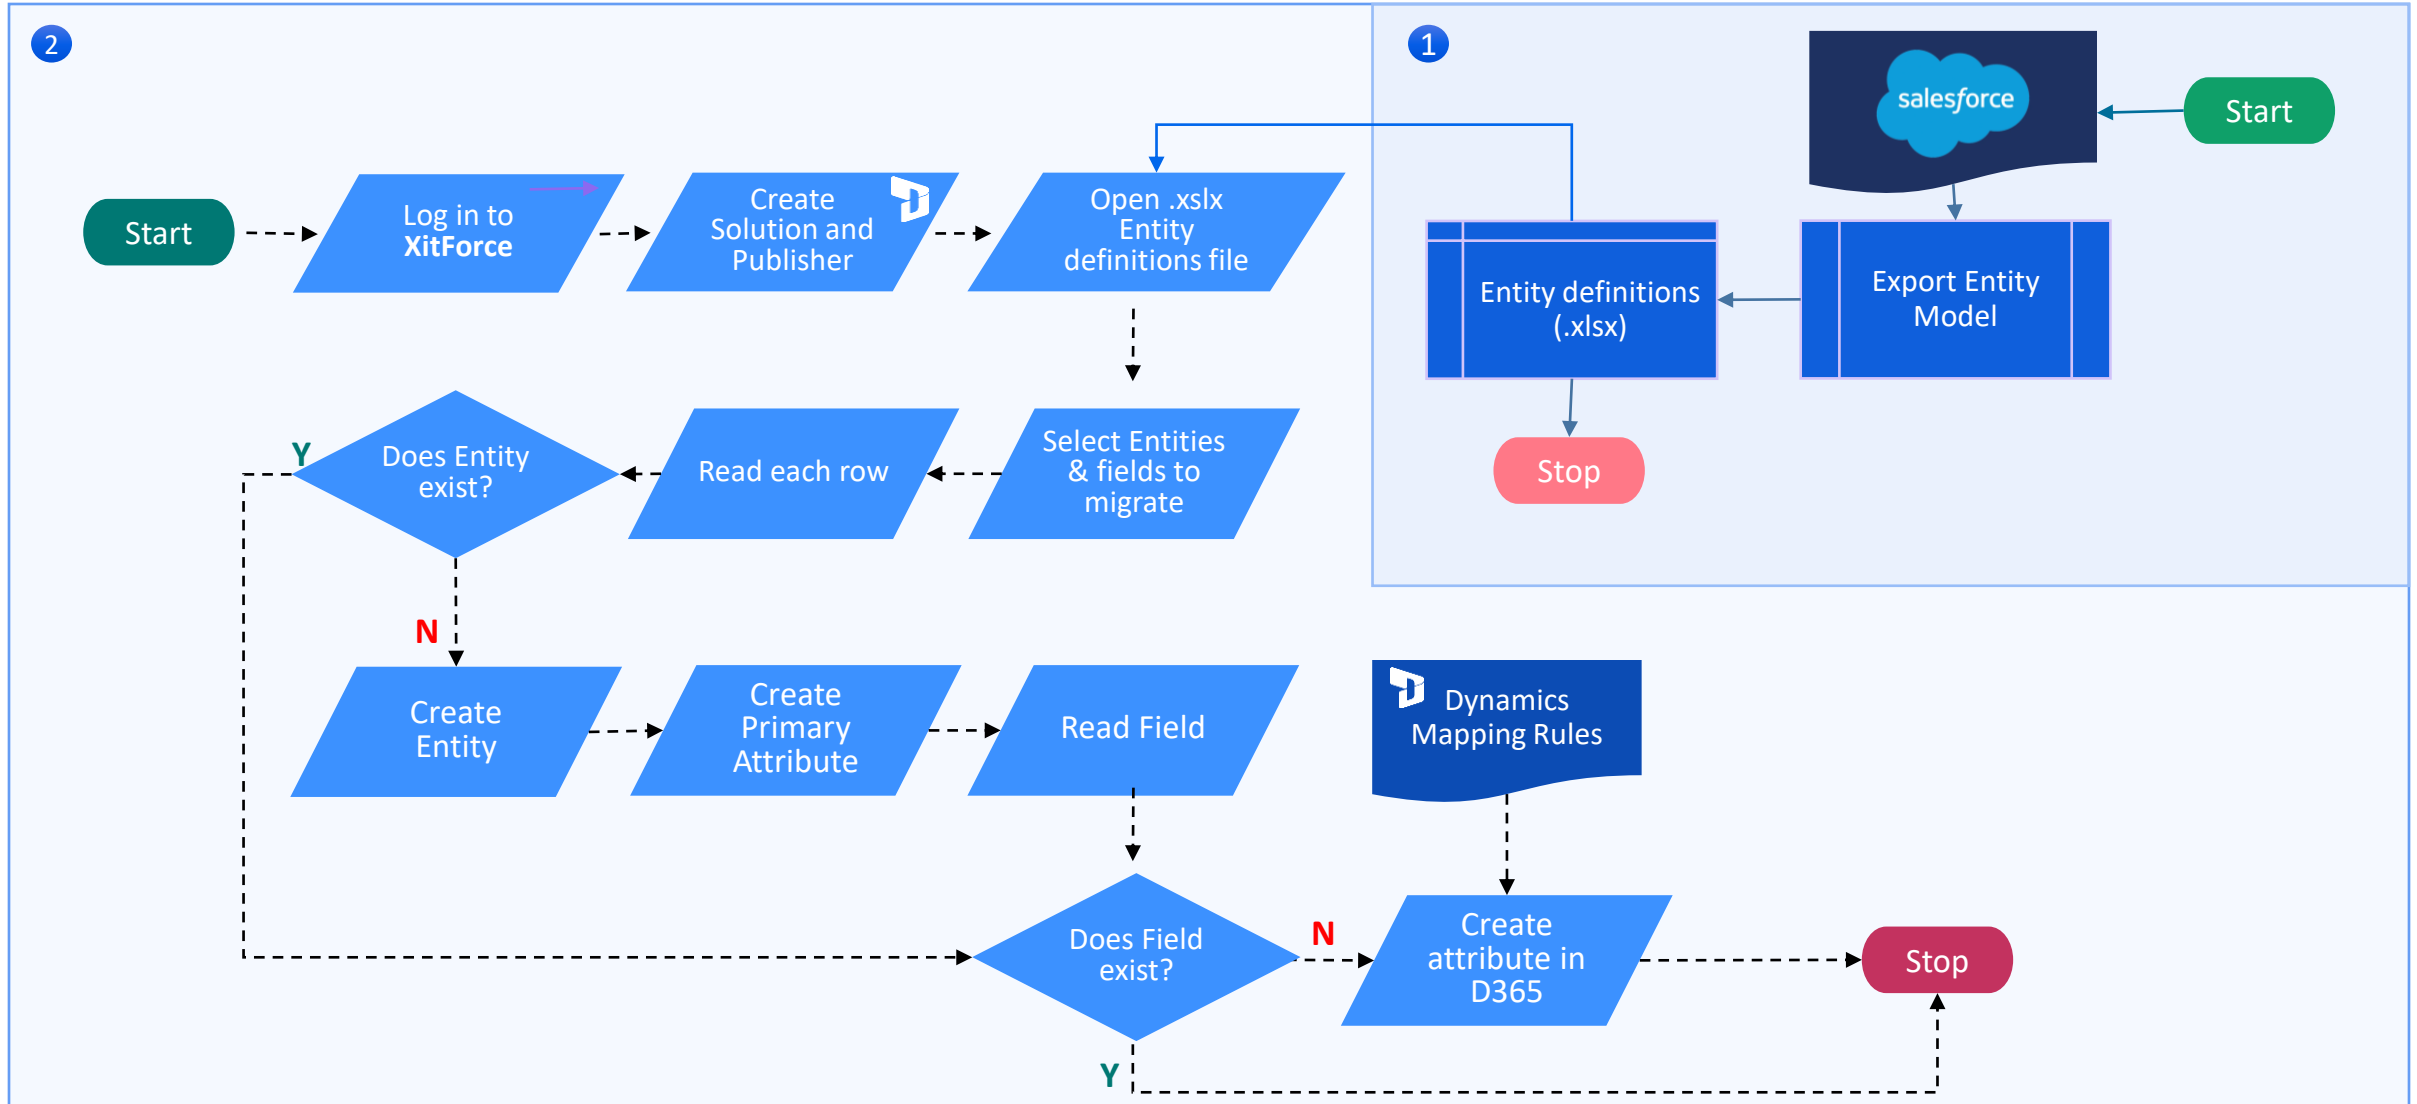 2
1
salesforce
Start
Start
Log in to
XitForce
Create
Solution and
Publisher
Open .xslx
Entity
definitions file
Entity definitions
(.xlsx)
Export Entity
Model
Stop
Y
Does Entity
exist?
Read each row
Select Entities
& fields to
migrate
N
Create
Entity
Create
Primary
Attribute
Read Field
Dynamics
Mapping Rules
Does Field
exist?
N
Create
attribute in
D365
Stop
Y